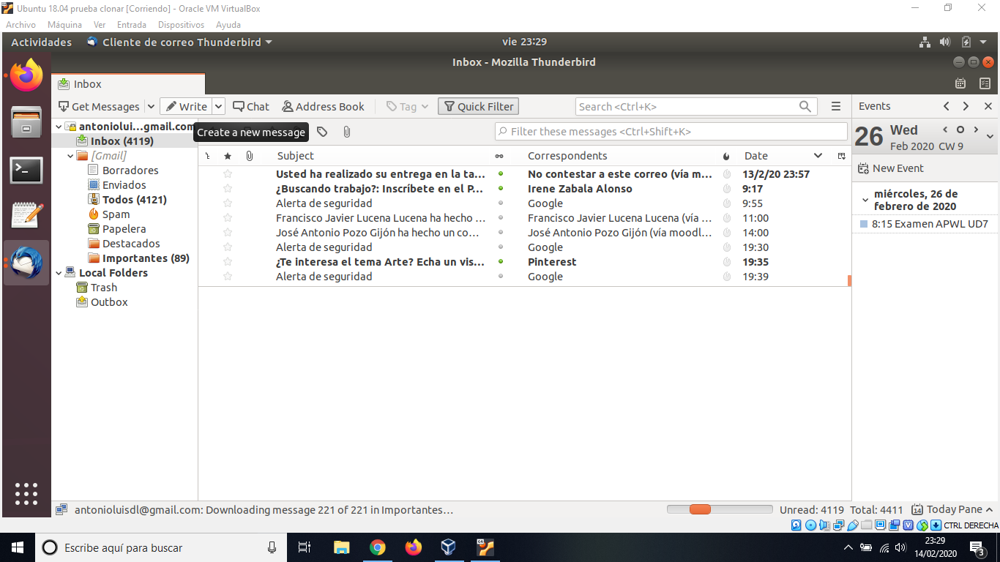 Ubuntu 18.04 prueba clonar [Corriendo] - Oracle VM VirtualBox
Archivo Máquina Ver Entrada Dispositivos Ayuda
Actividades Cliente de correo Thunderbird vie 23:29
Inbox - Mozilla Thunderbird
Inbox
Get Messages Write Chat Address Book Tag Quick Filter Search <Ctrl+K> Events
antoniolui...gmail.com
Create a new message Filter these messages <Ctrl+Shift+K>
26 Wed
Feb 2020 CW 9
Inbox (4119)
[Gmail]
Borradores
Enviados
Todos (4121)
Spam
Papelera
Destacados
Importantes (89)
Local Folders
Trash
Outbox
Subject Correspondents Date
Usted ha realizado su entrega en la ta... No contestar a este correo (vía m... 13/2/20 23:57
¿Buscando trabajo?: Inscríbete en el P... Irene Zabala Alonso 9:17
Alerta de seguridad Google 9:55
Francisco Javier Lucena Lucena ha hecho ... Francisco Javier Lucena Lucena (vía ... 11:00
José Antonio Pozo Gijón ha hecho un co... José Antonio Pozo Gijón (vía moodl... 14:00
Alerta de seguridad Google 19:30
¿Te interesa el tema Arte? Echa un vis... Pinterest 19:35
Alerta de seguridad Google 19:39
New Event
miércoles, 26 de
febrero de 2020
8:15 Examen APWL UD7
antonioluisdl@gmail.com: Downloading message 221 of 221 in Importantes... Unread: 4119 Total: 4411 14 Today Pane
CTRL DERECHA
Escribe aquí para buscar
23:29
14/02/2020
3